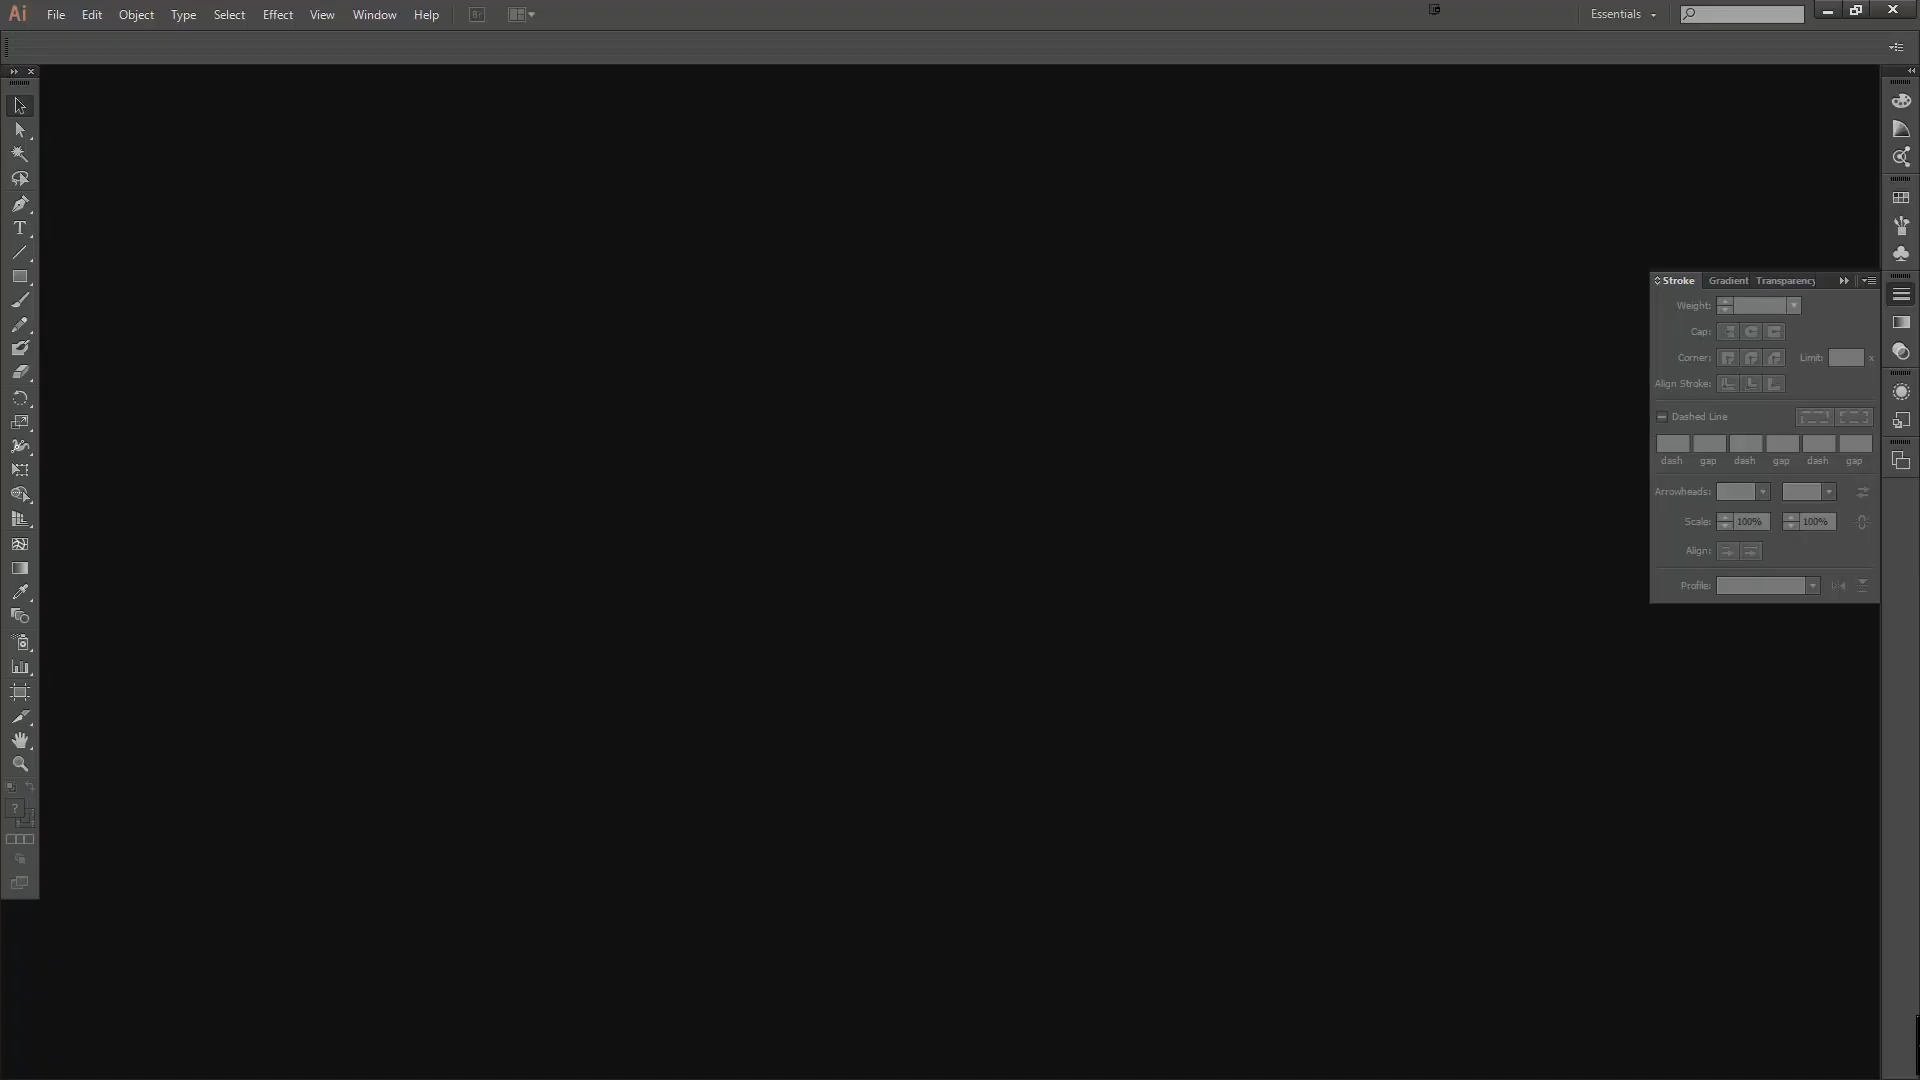 Ai File Edit Object Type Select Effect View Window Help Br Essentials
T
Stroke Gradient Transparency
Weight:
Cap:
Corner: Limit: x
Align Stroke:
Dashed Line
dash gap dash gap dash gap
Arrowheads:
Scale: 100% 100%
Align:
Profile:
?